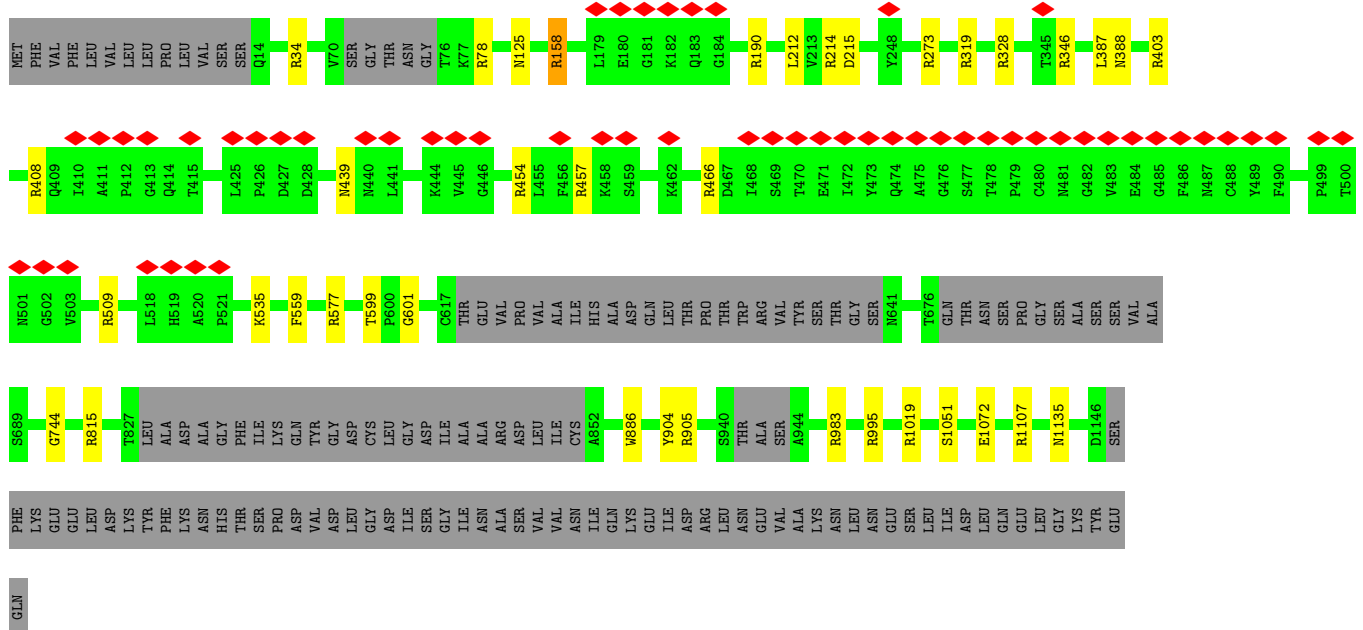 MET PHE VAL PHE LEU VAL LEU LEU PRO LEU VAL SER SER Q14 R34 V70 SER GLY THR ASN GLY T76 K77 R78 N125 R158 L179 E180 G181 K182 Q183 G184 R190 L212 V213 R214 D215 Y248 R273 R319 R328 T345 R346 L387 N388 R403
R408 Q409 I410 A411 P412 G413 Q414 T415 L425 P426 D427 D428 N439 N440 L441 K444 V445 G446 R454 L455 F456 R457 K458 S459 K462 R466 D467 I468 S469 T470 E471 I472 Y473 Q474 A475 G476 S477 T478 P479 C480 N481 G482 V483 E484 G485 F486 N487 C488 Y489 F490 P499 T500
N501 G502 V503 R509 L518 H519 A520 P521 K535 F559 R577 T599 P600 G601 C617 THR GLU VAL PRO VAL ALA ILE HIS ALA ASP GLN LEU THR PRO THR TRP ARG VAL TYR SER THR GLY SER N641 T676 GLN THR ASN SER PRO GLY SER ALA SER SER VAL ALA
S689 G744 R815 T827 LEU ALA ASP ALA GLY PHE ILE LYS GLN TYR GLY ASP CYS LEU GLY ASP ILE ALA ALA ARG ASP LEU ILE CYS A852 W886 Y904 R905 S940 THR ALA SER A944 R983 R995 R1019 S1051 E1072 R1107 N1135 D1146 SER
PHE LYS GLU GLU LEU ASP LYS TYR PHE LYS ASN HIS THR SER PRO ASP VAL ASP LEU GLY ASP ILE SER GLY ILE ASN ALA SER VAL VAL ASN ILE GLN LYS GLU ILE ASP ARG LEU ASN GLU VAL ALA LYS ASN LEU ASN GLU SER LEU ILE ASP LEU GLN GLU LEU GLY LYS TYR GLU
GLN